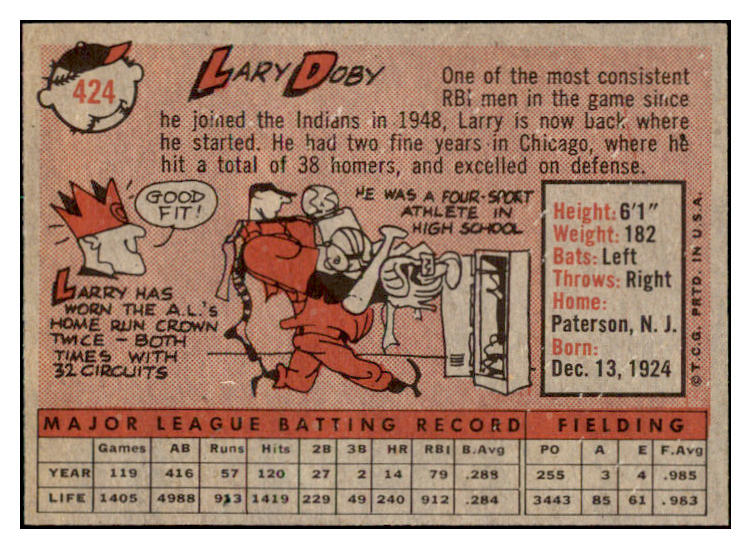 424
LARY DOBY
One of the most consistent
RBI men in the game since
he joined the Indians in 1948, Larry is now back where
he started. He had two fine years in Chicago, where he
hit a total of 38 homers, and excelled on defense.
GOOD
FIT!
LARRY HAS
WORN THE A.L.'S
HOME RUN CROWN
TWICE – BOTH
TIMES WITH
32 CIRCUITS
HE WAS A FOUR-SPORT
ATHLETE IN
HIGH SCHOOL
Height: 6'1"
Weight: 182
Bats: Left
Throws: Right
Home:
Paterson, N. J.
Born:
Dec. 13, 1924
© T.C.G. PRTD. IN U.S.A.
MAJOR LEAGUE BATTING RECORD FIELDING
Games AB Runs Hits 2B 3B HR RBI B.Avg PO A E F.Avg
YEAR 119 416 57 120 27 2 14 79 .288 255 3 4 .985
LIFE 1405 4988 913 1419 229 49 240 912 .284 3443 85 61 .983